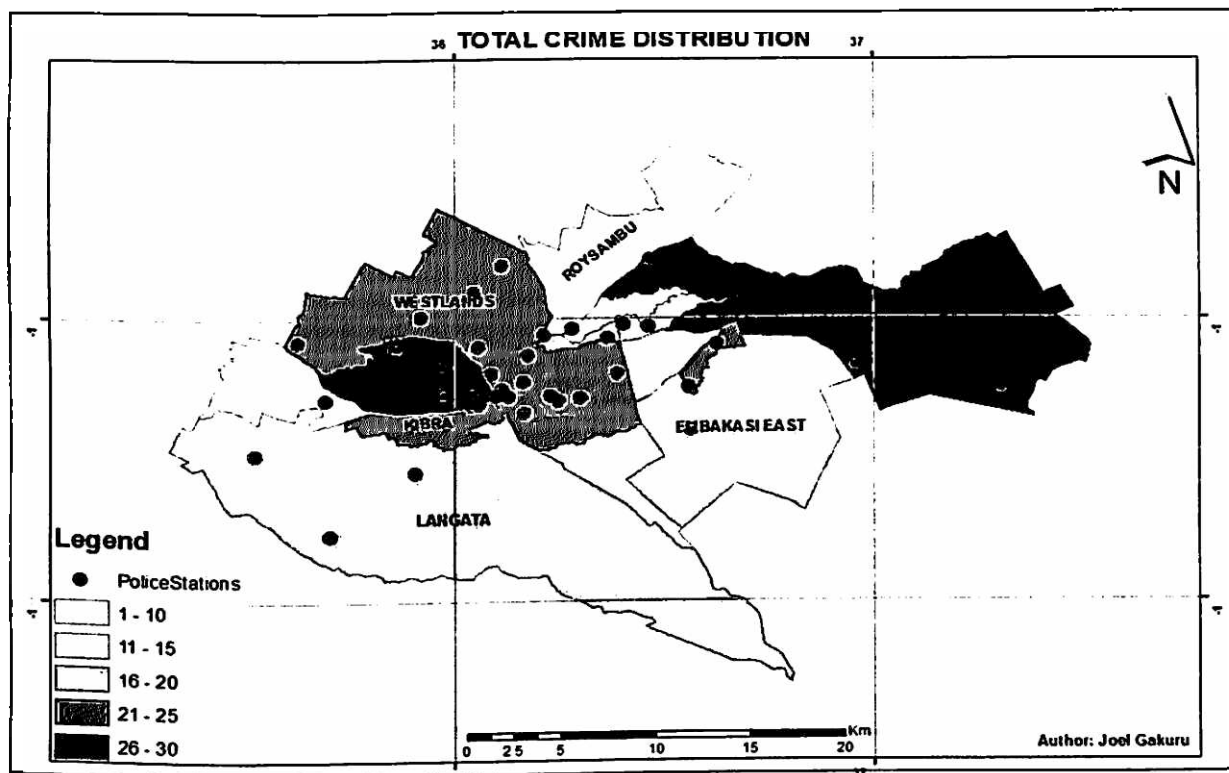 TOTAL CRIME DISTRIBUTION
36
37
ROYSAMBU
WESTLANDS
KIBRA
EMBAKASI EAST
LANGATA
N
Legend
PoliceStations
1 - 10
11 - 15
16 - 20
21 - 25
26 - 30
Km
0 1 2 5 5 10 15 20
Author: Joel Gakuru